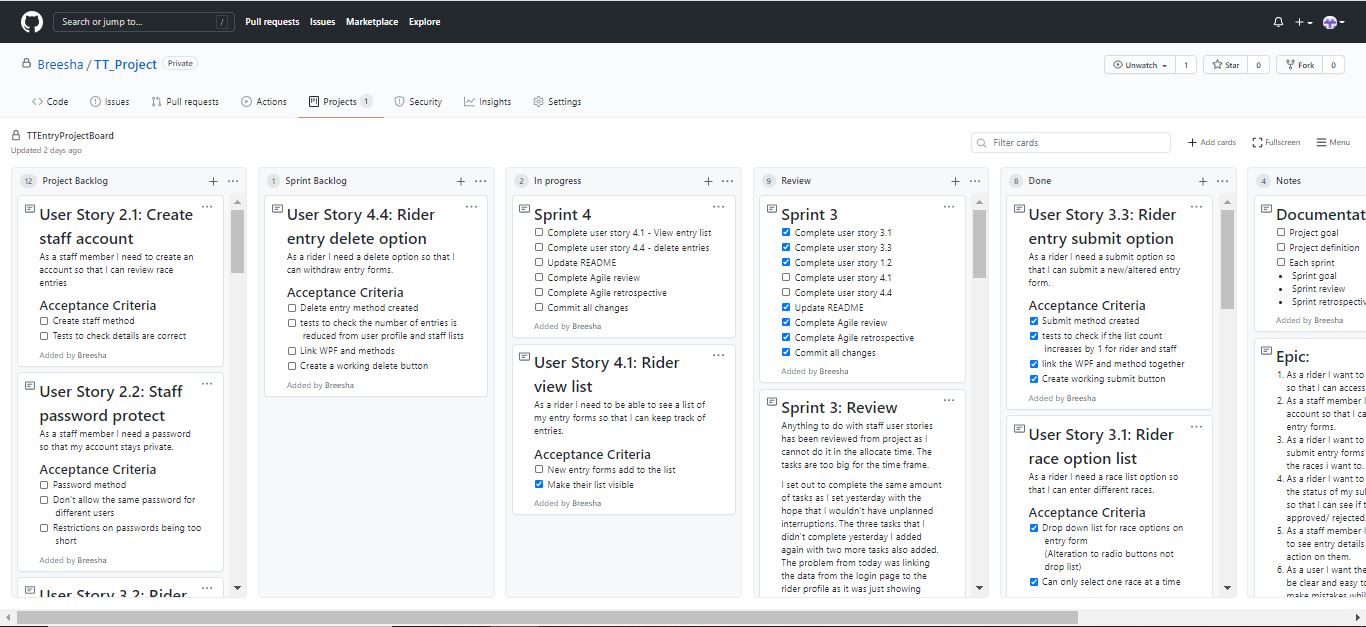 Search or jump to...
/
Pull requests
Issues
Marketplace
Explore
Breesha / TT_Project
Private
Unwatch
1
Star
0
Fork
0
Code
Issues
Pull requests
Actions
Projects 1
Security
Insights
Settings
TTEntryProjectBoard
Updated 2 days ago
Filter cards
Add cards
Fullscreen
Menu
12 Project Backlog
User Story 2.1: Create
staff account
As a staff member I need to create an
account so that I can review race
entries
Acceptance Criteria
Create staff method
Tests to check details are correct
Added by Breesha
User Story 2.2: Staff
password protect
As a staff member I need a password
so that my account stays private.
Acceptance Criteria
Password method
Don't allow the same password for
different users
Restrictions on passwords being too
short
Added by Breesha
User Story 3.2: Rider
1 Sprint Backlog
User Story 4.4: Rider
entry delete option
As a rider I need a delete option so that I
can withdraw entry forms.
Acceptance Criteria
Delete entry method created
tests to check the number of entries is
reduced from user profile and staff lists
Link WPF and methods
Create a working delete button
Added by Breesha
2 In progress
Sprint 4
Complete user story 4.1 - View entry list
Complete user story 4.4 - delete entries
Update README
Complete Agile review
Complete Agile retrospective
Commit all changes
Added by Breesha
User Story 4.1: Rider
view list
As a rider I need to be able to see a list of
my entry forms so that I can keep track of
entries.
Acceptance Criteria
New entry forms add to the list
Make their list visible
Added by Breesha
9 Review
Sprint 3
Complete user story 3.1
Complete user story 3.3
Complete user story 1.2
Complete user story 4.1
Complete user story 4.4
Update README
Complete Agile review
Complete Agile retrospective
Commit all changes
Added by Breesha
Sprint 3: Review
Anything to do with staff user stories
has been reviewed from project as I
cannot do it in the allocate time. The
tasks are too big for the time frame.
I set out to complete the same amount
of tasks as I set yesterday with the
hope that I wouldn't have unplanned
interruptions. The three tasks that I
didn't complete yesterday I added
again with two more tasks also added.
The problem from today was linking
the data from the login page to the
rider profile as it was just showing
8 Done
User Story 3.3: Rider
entry submit option
As a rider I need a submit option so
that I can submit a new/altered entry
form.
Acceptance Criteria
Submit method created
tests to check if the list count
increases by 1 for rider and staff
link the WPF and method together
Create working submit button
Added by Breesha
User Story 3.1: Rider
race option list
As a rider I need a race list option so
that I can enter different races.
Acceptance Criteria
Drop down list for race options on
entry form
(Alteration to radio buttons not
drop list)
Can only select one race at a time
4 Notes
Documentat
Project goal
Project definition
Each sprint
Sprint goal
Sprint review
Sprint retrospectiv
Added by Breesha
Epic:
1. As a rider I want to
so that I can access
2. As a staff member I
account so that I ca
entry forms.
3. As a rider I want to
submit entry forms
the races i want to.
4. As a rider I want to
the status of my su
so that I can see if t
approved/ rejected.
5. As a staff member I
to see entry details
action on them.
6. As a user I want the
be clear and easy to
make mistakes whil